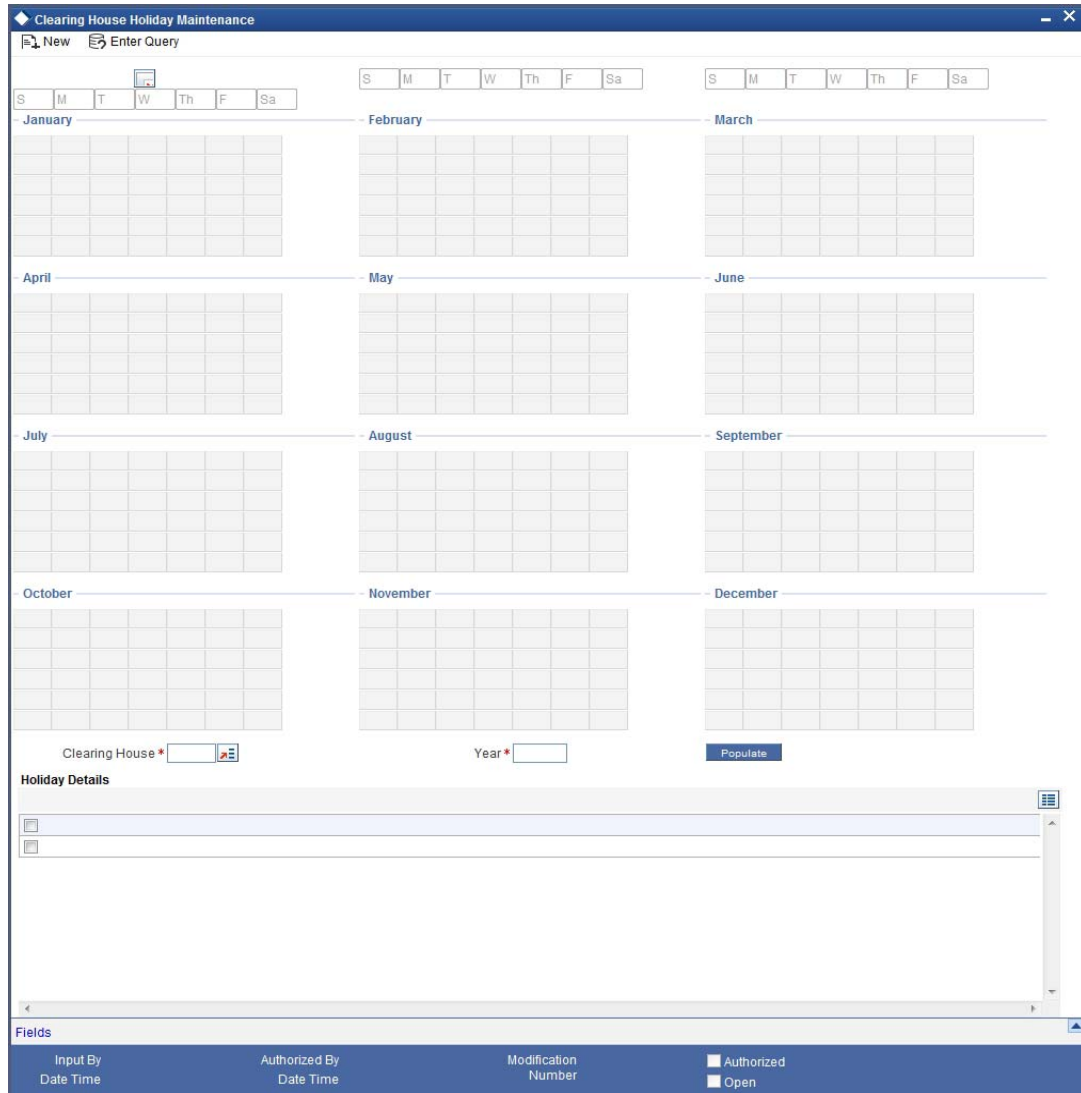 Clearing House Holiday Maintenance
New Enter Query
S M T W Th F Sa
S M T W Th F Sa
S M T W Th F Sa
January February March
April May June
July August September
October November December
Clearing House * Year * Populate
Holiday Details
Fields
Input By Authorized By Modification Number Authorized
Date Time Date Time Open